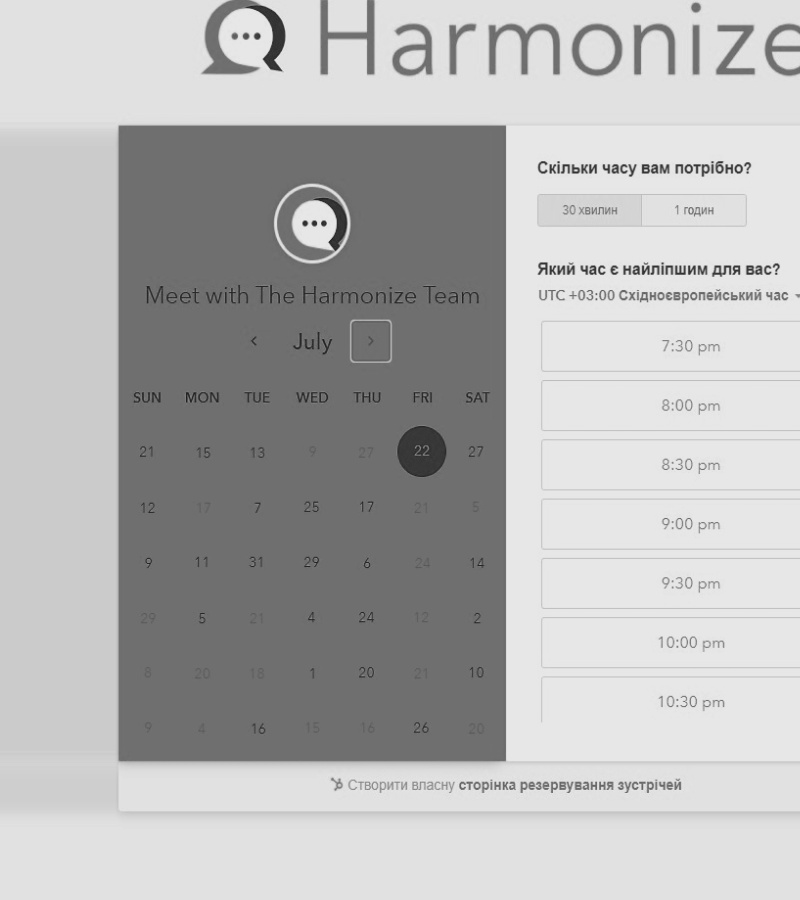 Harmonize
Meet with The Harmonize Team
July
SUN MON TUE WED THU FRI SAT
21 15 13 9 27 22 27
12 17 7 25 17 21 5
9 11 31 29 6 24 14
29 5 21 4 24 12 2
8 20 18 1 20 21 10
9 4 16 15 16 26 20
Скільки часу вам потрібно?
30 хвилин 1 годин
Який час є найліпшим для вас?
UTC +03:00 Східноєвропейський час
7:30 pm
8:00 pm
8:30 pm
9:00 pm
9:30 pm
10:00 pm
10:30 pm
Створити власну сторінка резервування зустрічей